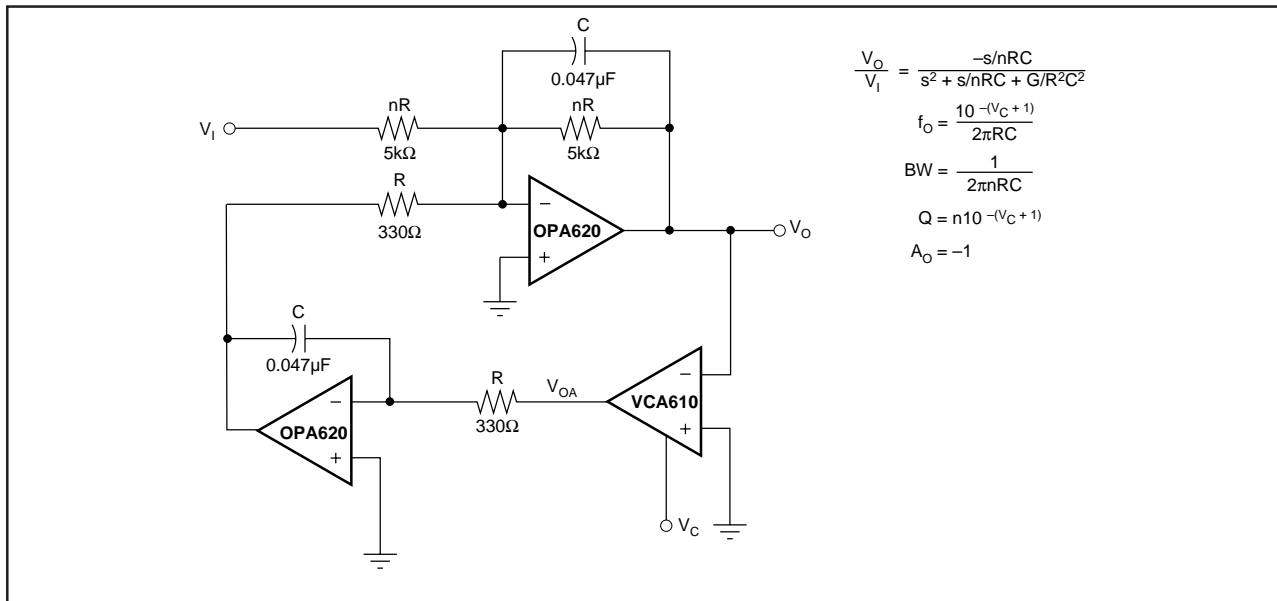 C
0.047µF
nR
nR
V_I
5kΩ
5kΩ
R
330Ω
–
OPA620
+
V_O
C
0.047µF
R
V_OA
–
VCA610
+
–
OPA620
+
330Ω
V_C
V_O / V_I = –s/nRC / s² + s/nRC + G/R²C²
f_O = 10 –(V_C + 1) / 2πRC
BW = 1 / 2πnRC
Q = n10 –(V_C + 1)
A_O = –1